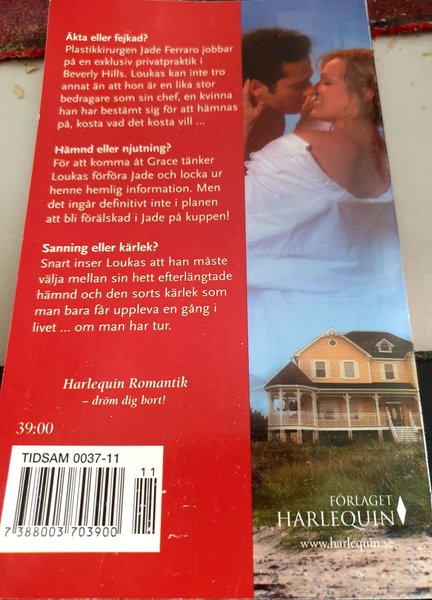 Äkta eller fejkad?
Plastikkirurgen Jade Ferraro jobbar
på en exklusiv privatpraktik i
Beverly Hills. Loukas kan inte tro
annat än att hon är en lika stor
bedragare som sin chef, en kvinna
han har bestämt sig för att hämnas
på, kosta vad det kosta vill ...
Hämnd eller njutning?
För att komma åt Grace tänker
Loukas förföra Jade och locka ur
henne hemlig information. Men
det ingår definitivt inte i planen
att bli förälskad i Jade på kuppen!
Sanning eller kärlek?
Snart inser Loukas att han måste
välja mellan sin hett efterlängtade
hämnd och den sorts kärlek som
man bara får uppleva en gång i
livet ... om man har tur.
Harlequin Romantik
– dröm dig bort!
39:00
TIDSAM 0037-11
11
7 388003 703900
FÖRLAGET
HARLEQUIN
www.harlequin.se